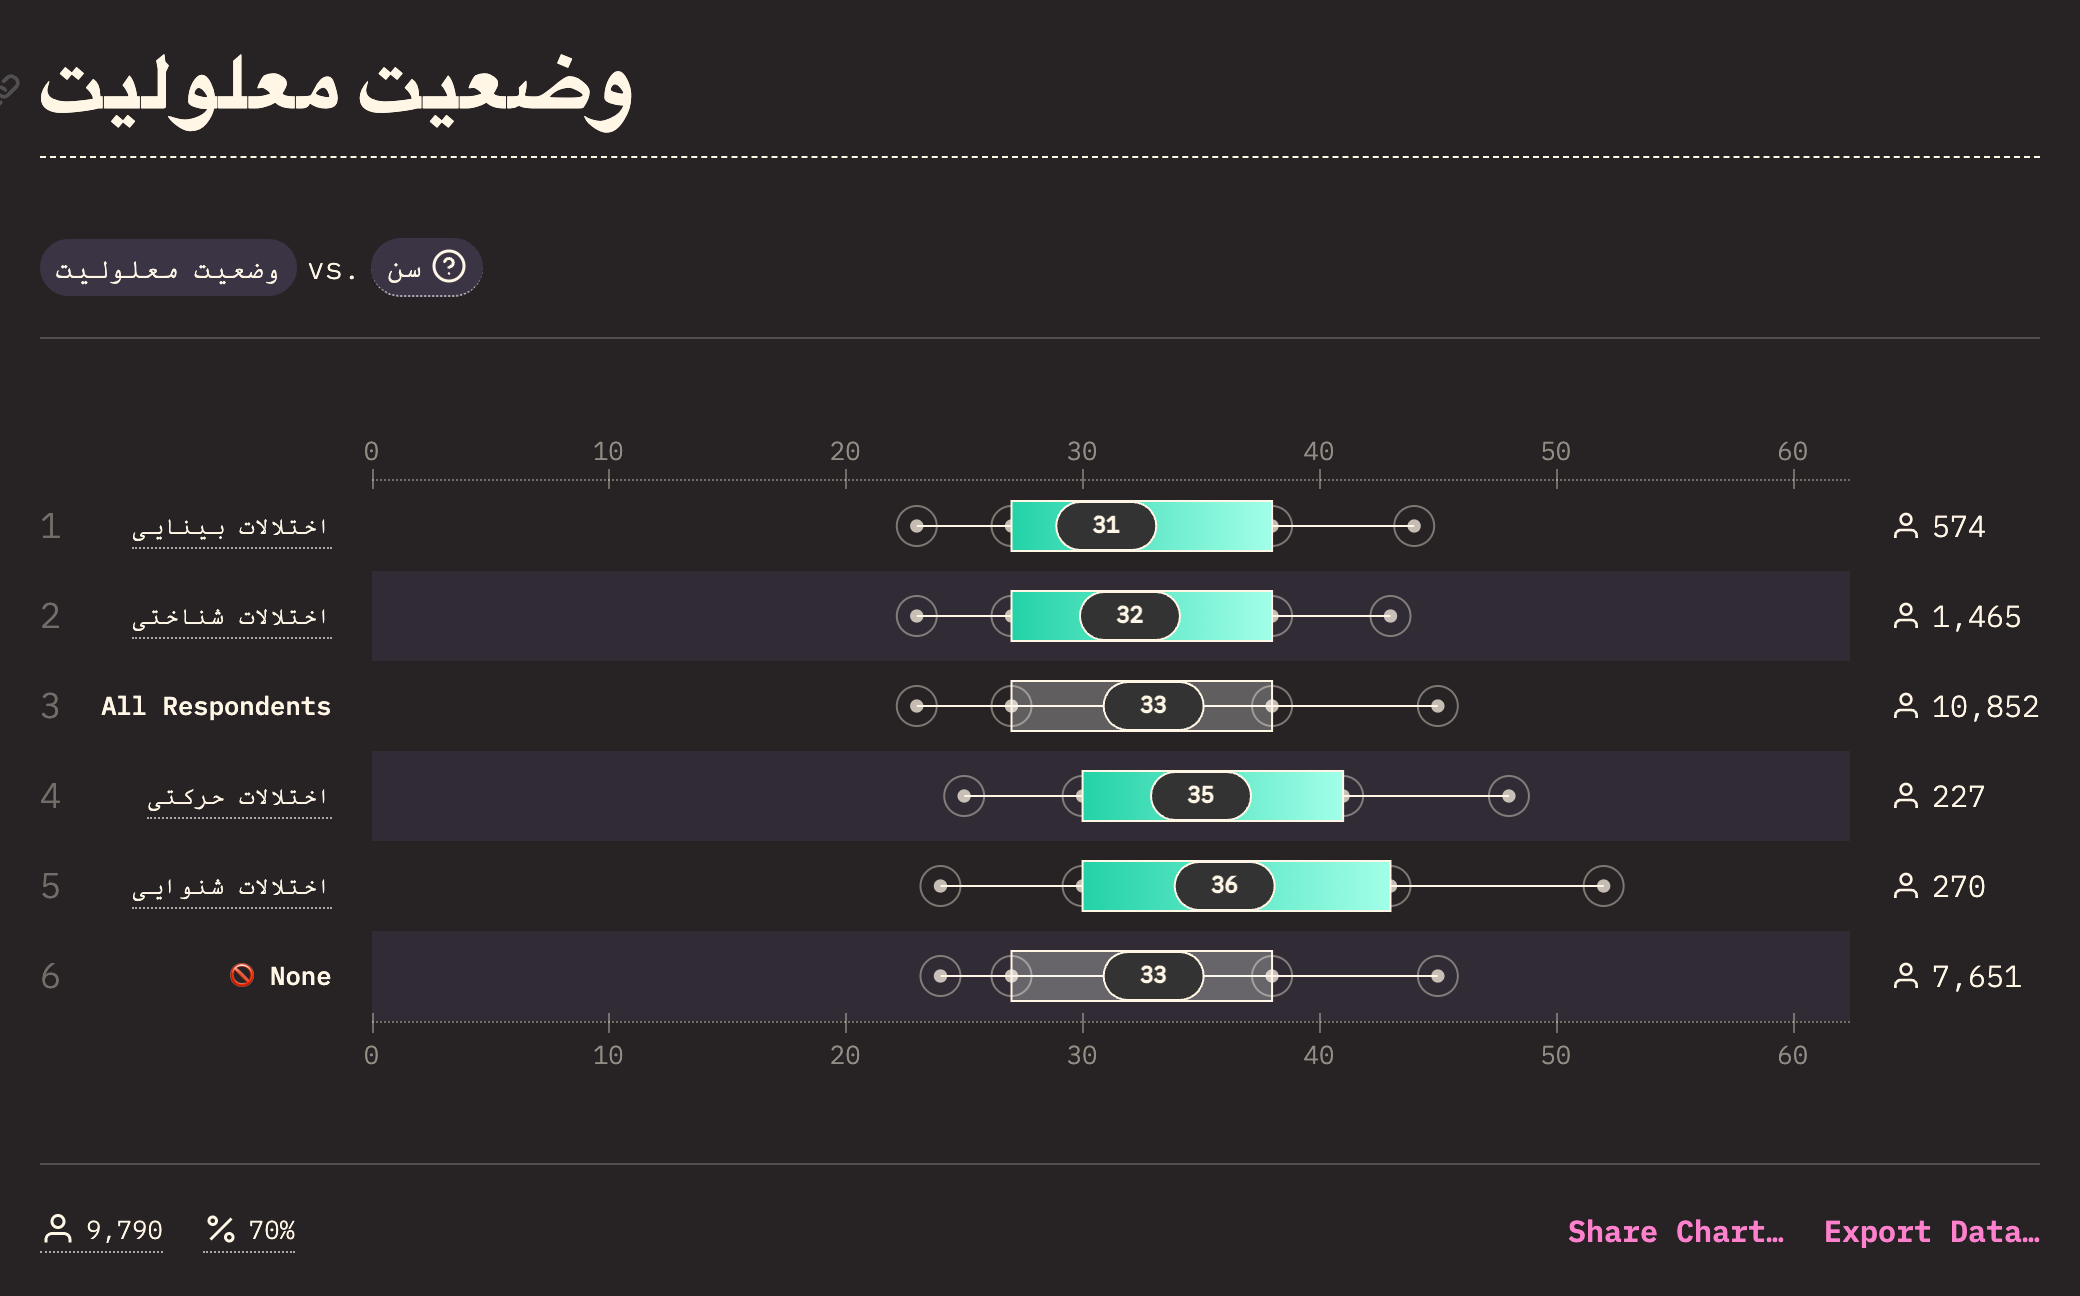 وضعیت معلولیت
وضعیت معلولیت vs. سن
0 10 20 30 40 50 60
1 اختلالات بینایی 31 574
2 اختلالات شناختی 32 1,465
3 All Respondents 33 10,852
4 اختلالات حرکتی 35 227
5 اختلالات شنوایی 36 270
6 🚫 None 33 7,651
0 10 20 30 40 50 60
9,790 % 70% Share Chart… Export Data…